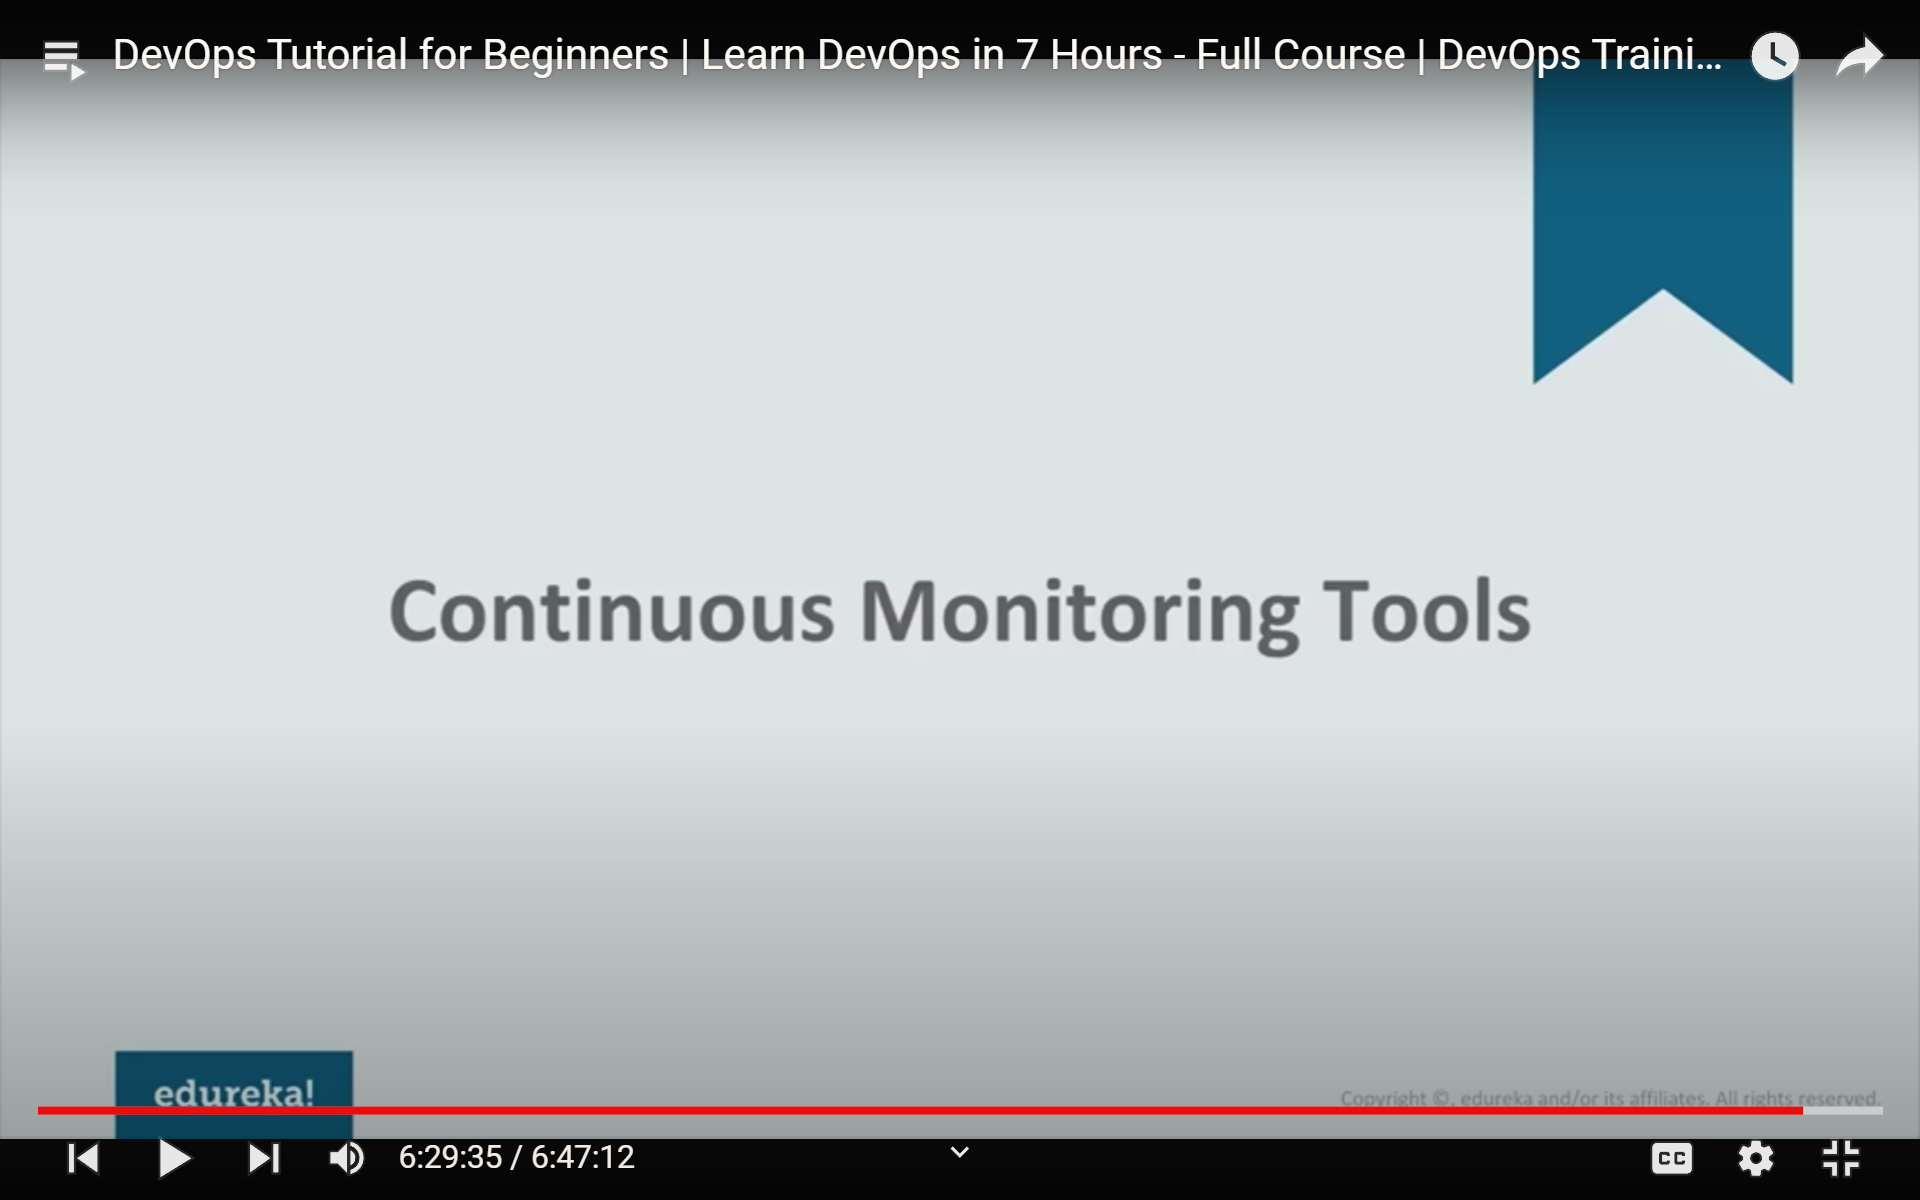 DevOps Tutorial for Beginners | Learn DevOps in 7 Hours - Full Course | DevOps Traini...
Continuous Monitoring Tools
edureka!
Copyright ©, edureka and/or its affiliates. All rights reserved.
6:29:35 / 6:47:12
CC